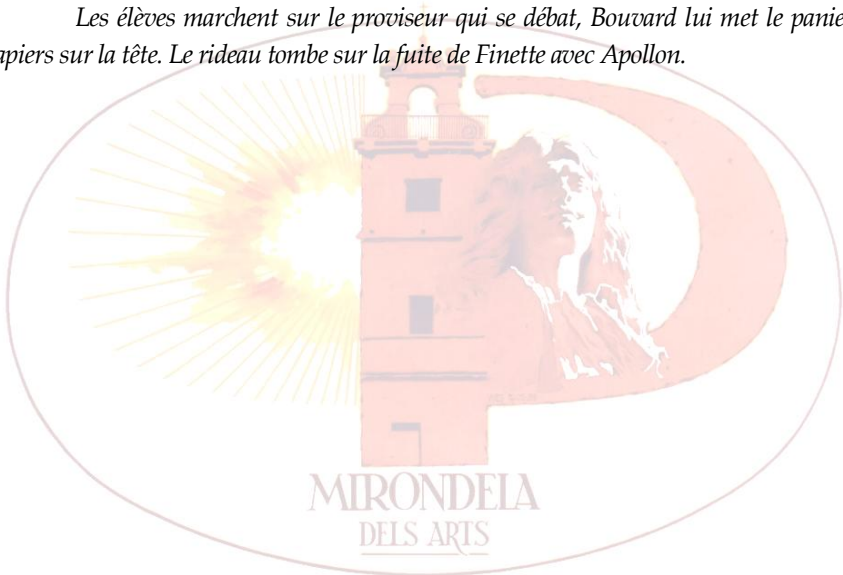 Les élèves marchent sur le proviseur qui se débat, Bouvard lui met le panie
apiers sur la tête. Le rideau tombe sur la fuite de Finette avec Apollon.
MIRONDELA
DELS ARTS